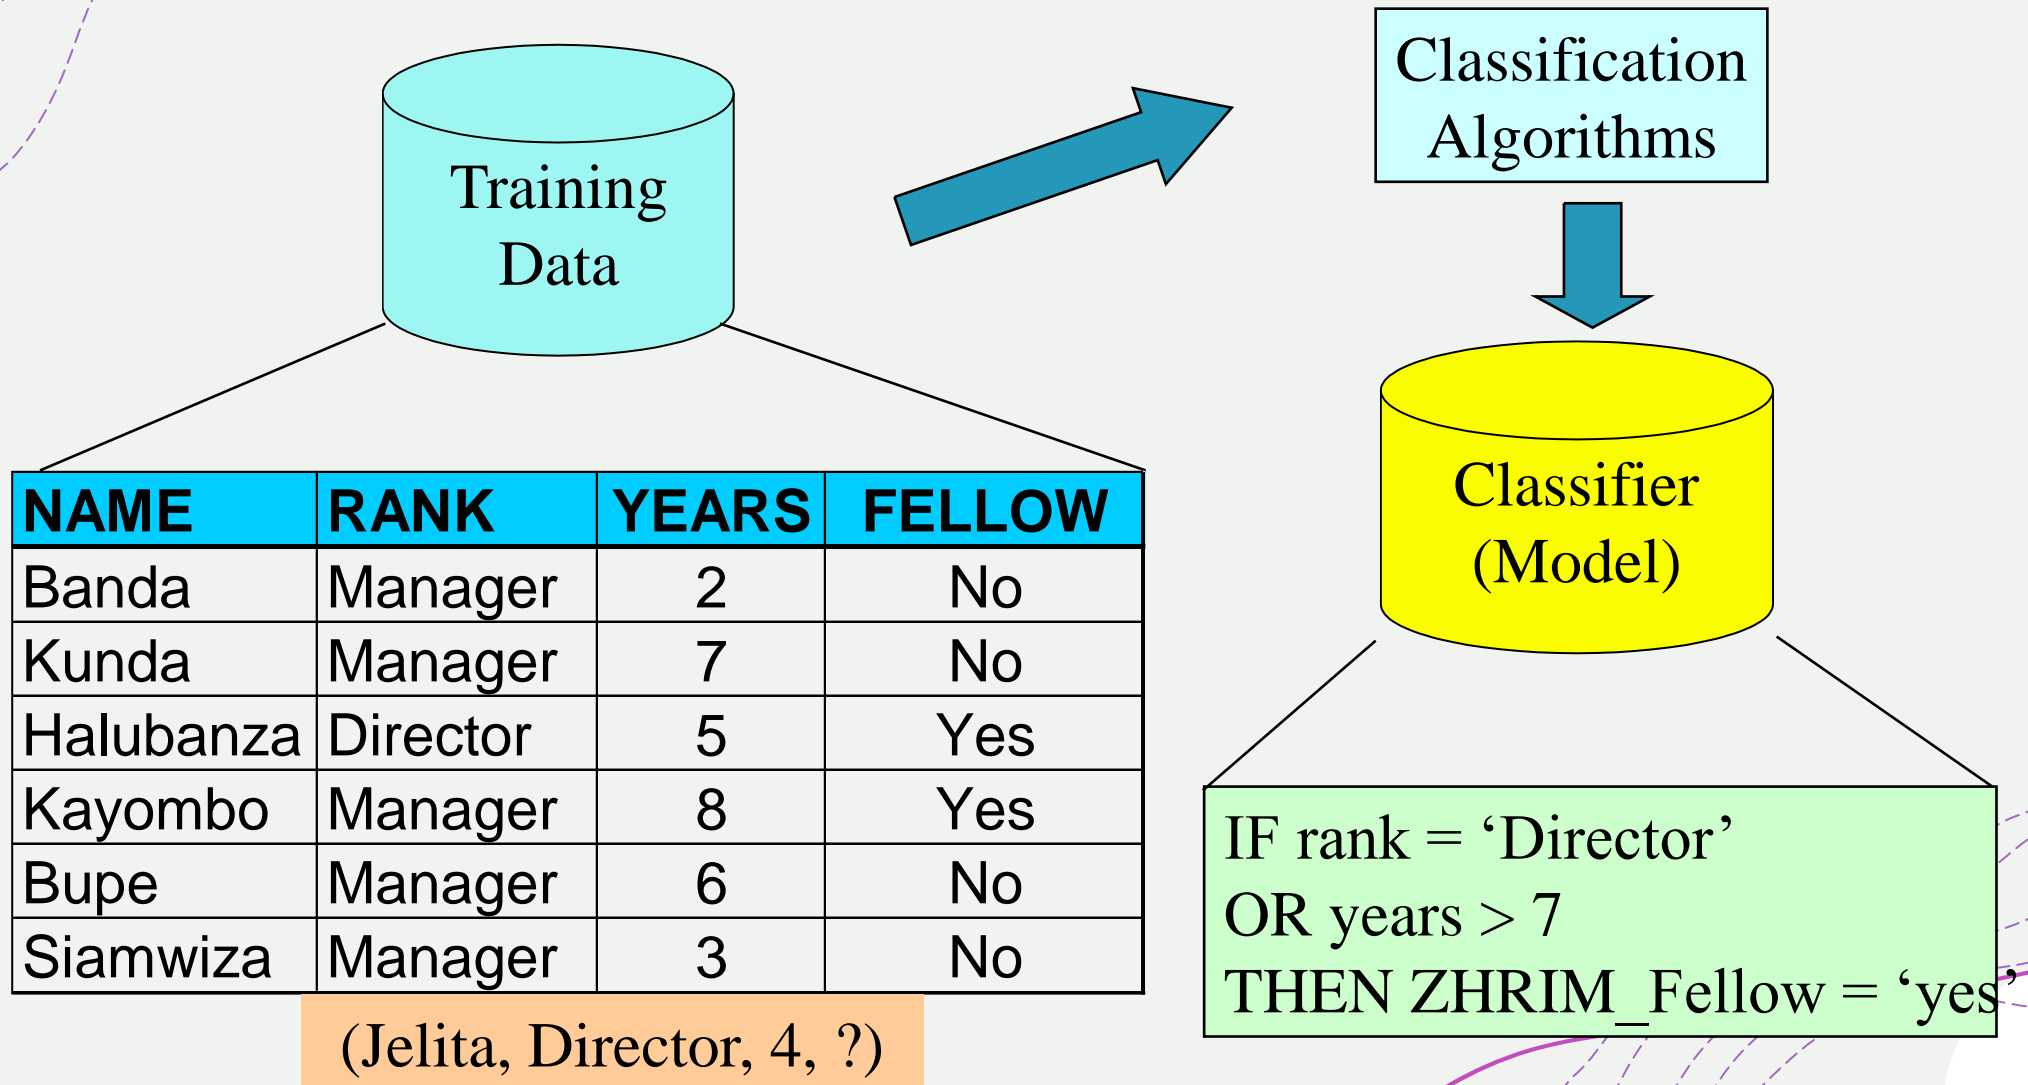 Training
Data
Classification
Algorithms
Classifier
(Model)
NAME RANK YEARS FELLOW
Banda Manager 2 No
Kunda Manager 7 No
Halubanza Director 5 Yes
Kayombo Manager 8 Yes
Bupe Manager 6 No
Siamwiza Manager 3 No
(Jelita, Director, 4, ?)
IF rank = ‘Director’
OR years > 7
THEN ZHRIM_Fellow = ‘yes’